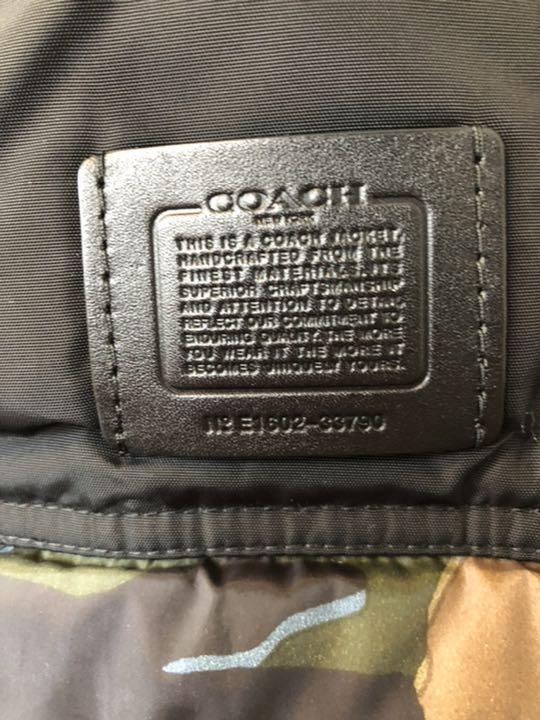 COACH
NEW YORK
THIS IS A COACH JACKET.
HANDCRAFTED FROM THE
FINEST MATERIALS. ITS
SUPERIOR CRAFTSMANSHIP
AND ATTENTION TO DETAIL
REFLECT OUR COMMITMENT TO
ENDURING QUALITY. THE MORE
YOU WEAR IT THE MORE IT
BECOMES UNIQUELY YOURS.
Nº E1602-33790